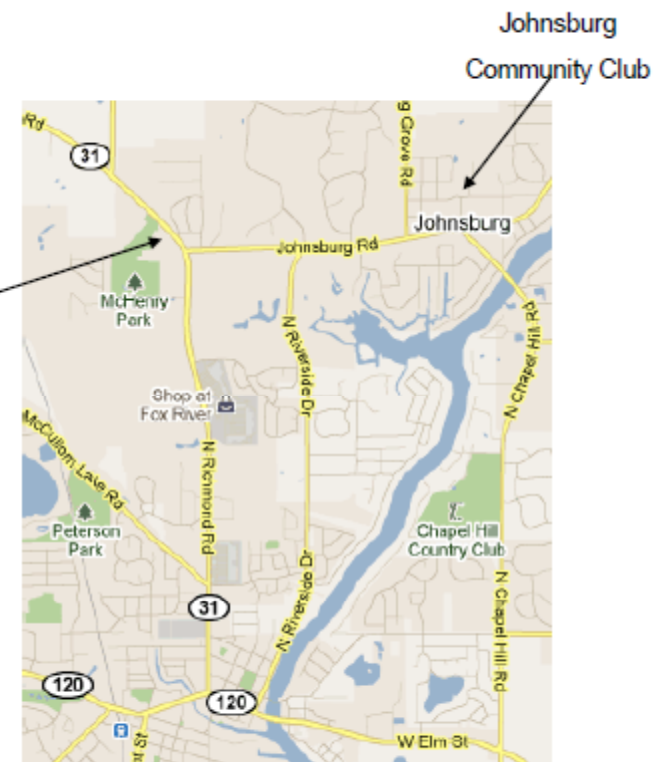 Johnsburg
Community Club
Rd
31
g Grove Rd
Johnsburg
Johnsburg Rd
McHenry
Park
N Riverside Dr
N Chapel Hill Rd
Shop at
Fox River
McCullom Lake Rd
N Richmond Rd
Peterson
Park
Chapel Hill
Country Club
N Riverside Dr
N Chapel Hill Rd
31
120
120
W Elm St
St